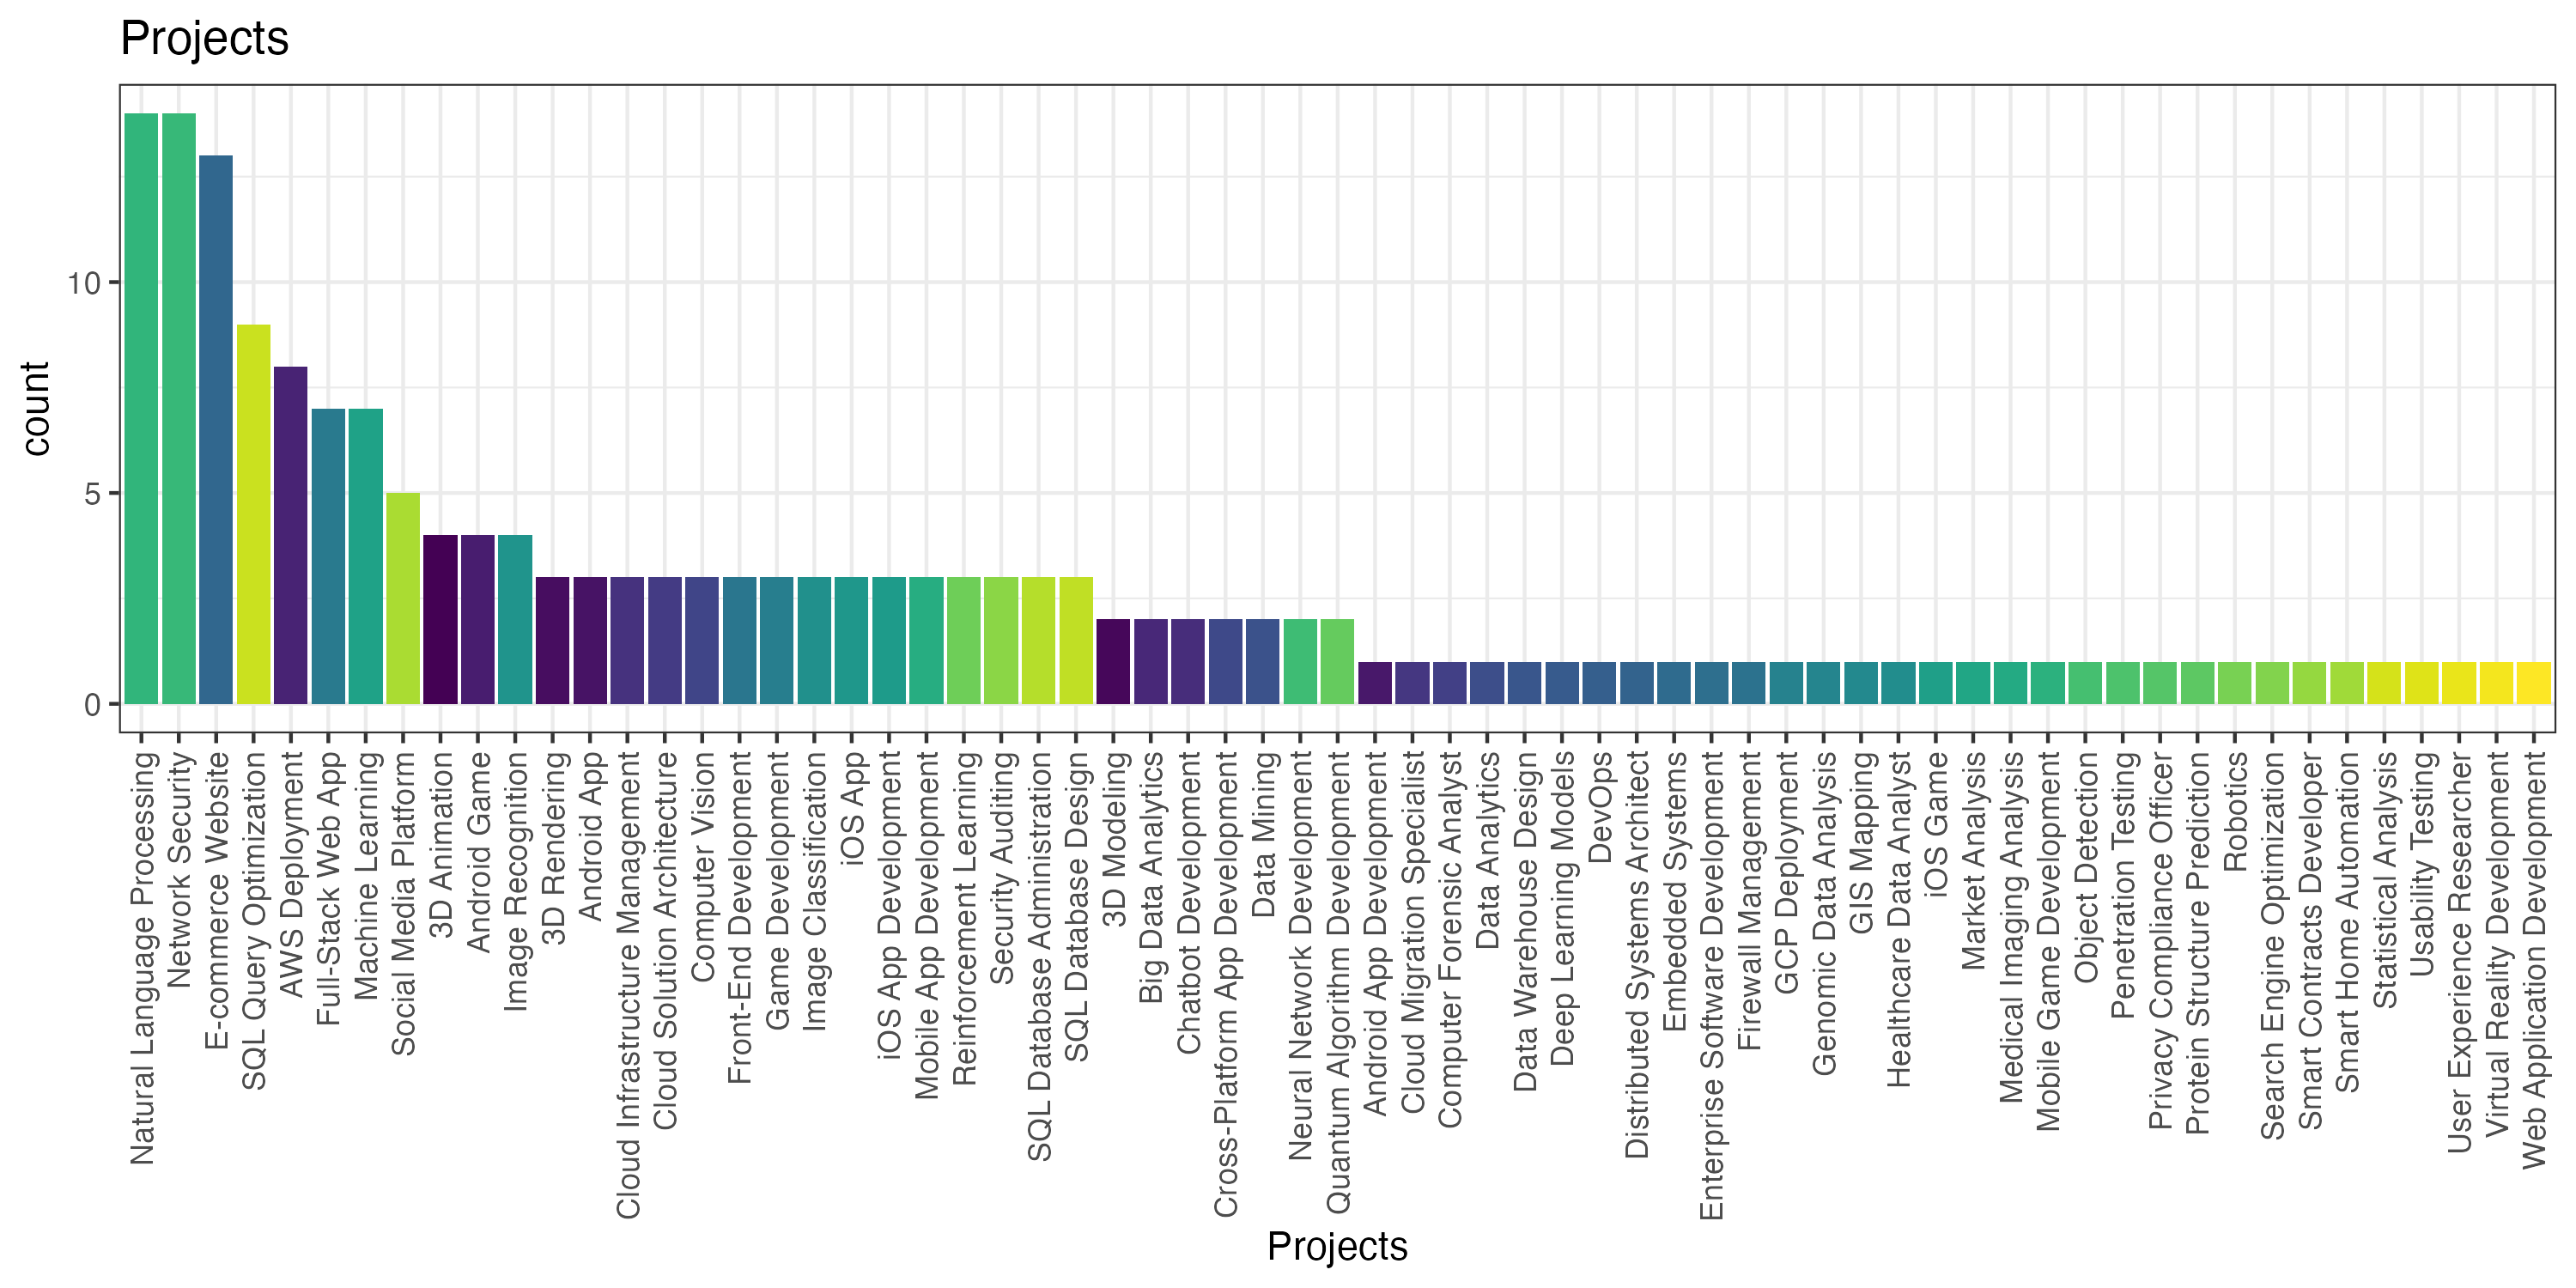 Projects
count
10
5
0
Natural Language Processing
Network Security
E-commerce Website
SQL Query Optimization
AWS Deployment
Full-Stack Web App
Machine Learning
Social Media Platform
3D Animation
Android Game
Image Recognition
3D Rendering
Android App
Cloud Infrastructure Management
Cloud Solution Architecture
Computer Vision
Front-End Development
Game Development
Image Classification
iOS App
iOS App Development
Mobile App Development
Reinforcement Learning
Security Auditing
SQL Database Administration
SQL Database Design
3D Modeling
Big Data Analytics
Chatbot Development
Cross-Platform App Development
Data Mining
Neural Network Development
Quantum Algorithm Development
Android App Development
Cloud Migration Specialist
Computer Forensic Analyst
Data Analytics
Data Warehouse Design
Deep Learning Models
DevOps
Distributed Systems Architect
Embedded Systems
Enterprise Software Development
Firewall Management
GCP Deployment
Genomic Data Analysis
GIS Mapping
Healthcare Data Analyst
iOS Game
Market Analysis
Medical Imaging Analysis
Mobile Game Development
Object Detection
Penetration Testing
Privacy Compliance Officer
Protein Structure Prediction
Robotics
Search Engine Optimization
Smart Contracts Developer
Smart Home Automation
Statistical Analysis
Usability Testing
User Experience Researcher
Virtual Reality Development
Web Application Development
Projects